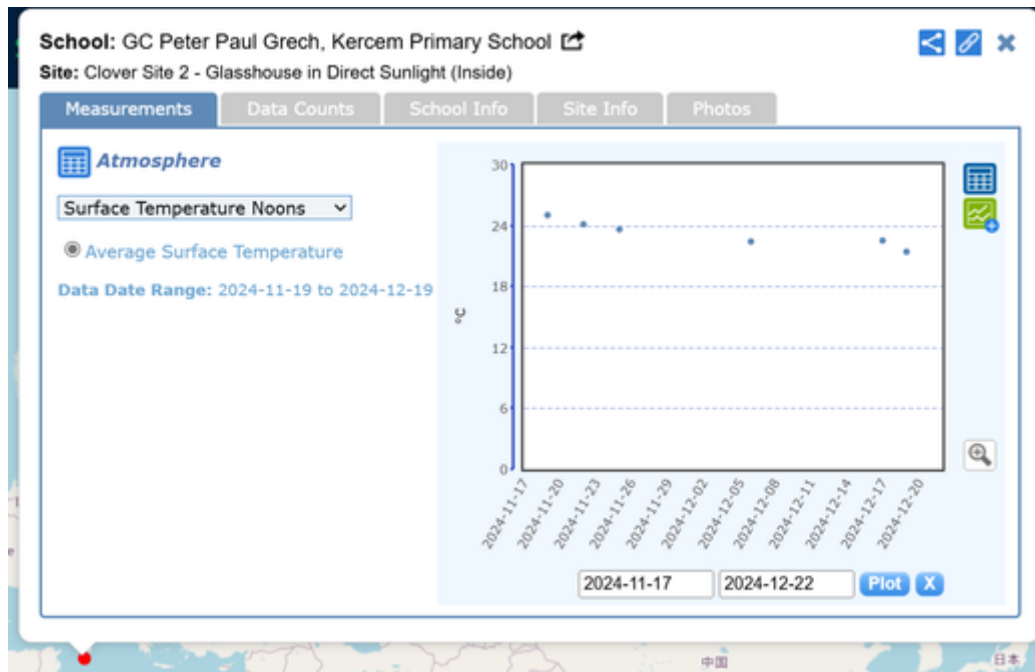 School: GC Peter Paul Grech, Kercem Primary School
Site: Clover Site 2 - Glasshouse in Direct Sunlight (Inside)
Measurements
Data Counts
School Info
Site Info
Photos
Atmosphere
Surface Temperature Noons
Average Surface Temperature
Data Date Range: 2024-11-19 to 2024-12-19
30
24
18
12
6
0
°C
2024-11-17
2024-11-20
2024-11-23
2024-11-26
2024-11-29
2024-12-02
2024-12-05
2024-12-08
2024-12-11
2024-12-14
2024-12-17
2024-12-20
2024-11-17
2024-12-22
Plot
X
中国
日本